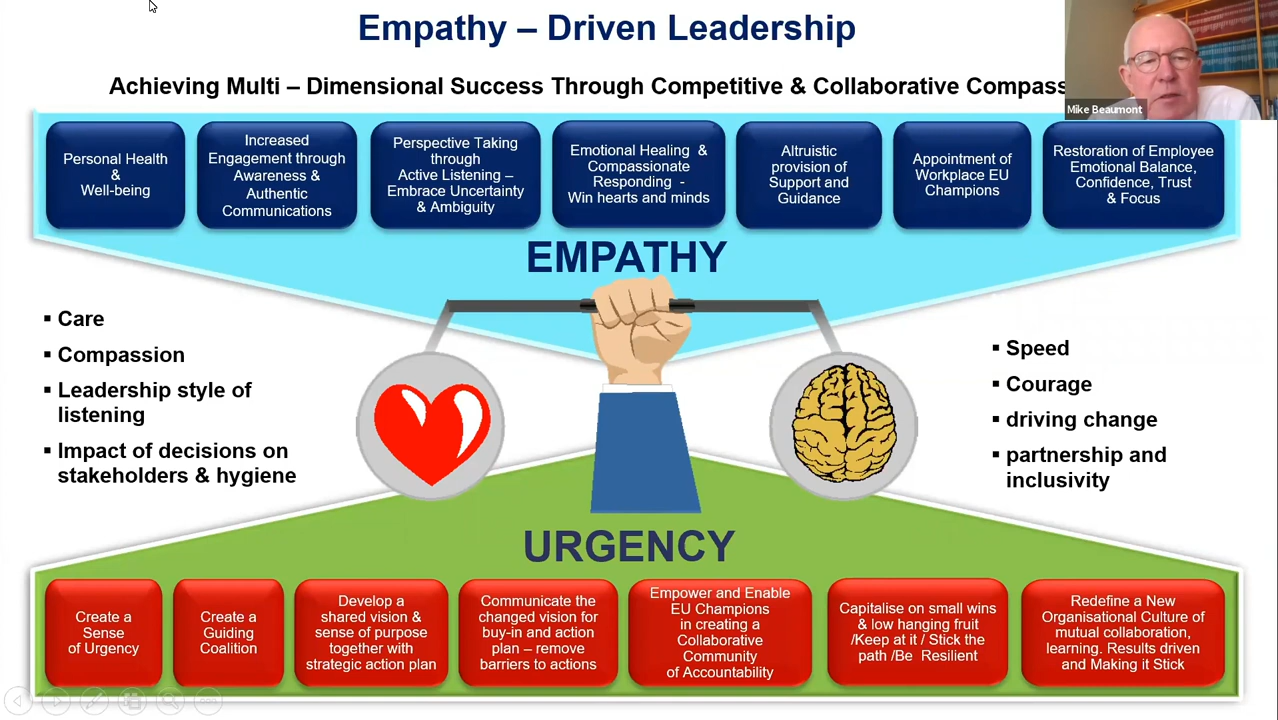 Empathy – Driven Leadership
Achieving Multi – Dimensional Success Through Competitive & Collaborative
Mike Beaumont
Personal Health
&
Well-being
Increased
Engagement through
Awareness &
Authentic
Communications
Perspective Taking
through
Active Listening –
Embrace Uncertainty
& Ambiguity
Emotional Healing &
Compassionate
Responding -
Win hearts and minds
Altruistic
provision of
Support and
Guidance
Appointment of
Workplace EU
Champions
Restoration of Employee
Emotional Balance,
Confidence, Trust
& Focus
EMPATHY
▪ Care
▪ Compassion
▪ Leadership style of
listening
▪ Impact of decisions on
stakeholders & hygiene
▪ Speed
▪ Courage
▪ driving change
▪ partnership and
inclusivity
URGENCY
Create a
Sense
of Urgency
Create a
Guiding
Coalition
Develop a
shared vision &
sense of purpose
together with
strategic action plan
Communicate the
changed vision for
buy-in and action
plan – remove
barriers to actions
Empower and Enable
EU Champions
in creating a
Collaborative
Community
of Accountability
Capitalise on small wins
& low hanging fruit
/Keep at it / Stick the
path /Be Resilient
Redefine a New
Organisational Culture of
mutual collaboration,
learning. Results driven
and Making it Stick